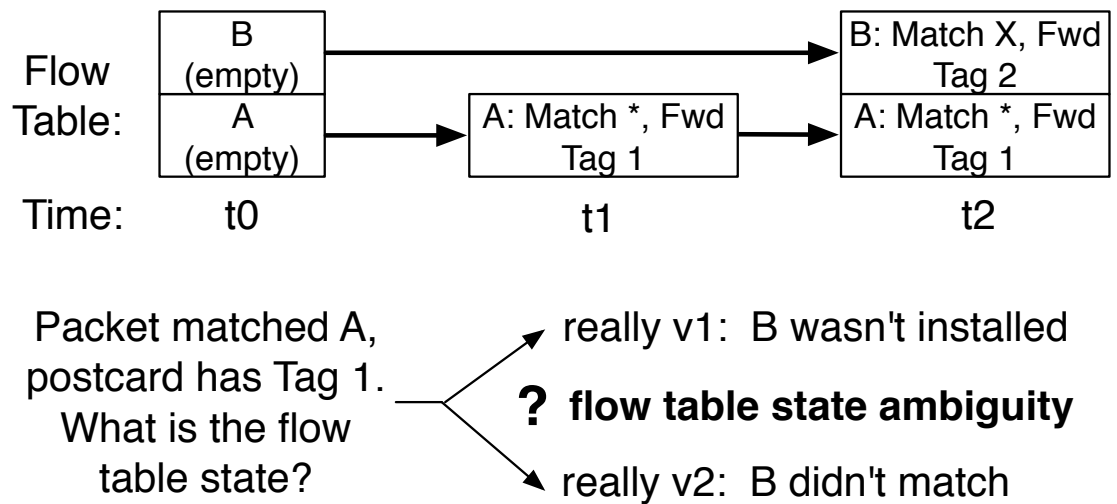 Flow
Table:
B
(empty)
A
(empty)
A: Match *, Fwd
Tag 1
B: Match X, Fwd
Tag 2
A: Match *, Fwd
Tag 1
Time:
t0
t1
t2
Packet matched A,
postcard has Tag 1.
What is the flow
table state?
really v1: B wasn't installed
? flow table state ambiguity
really v2: B didn't match